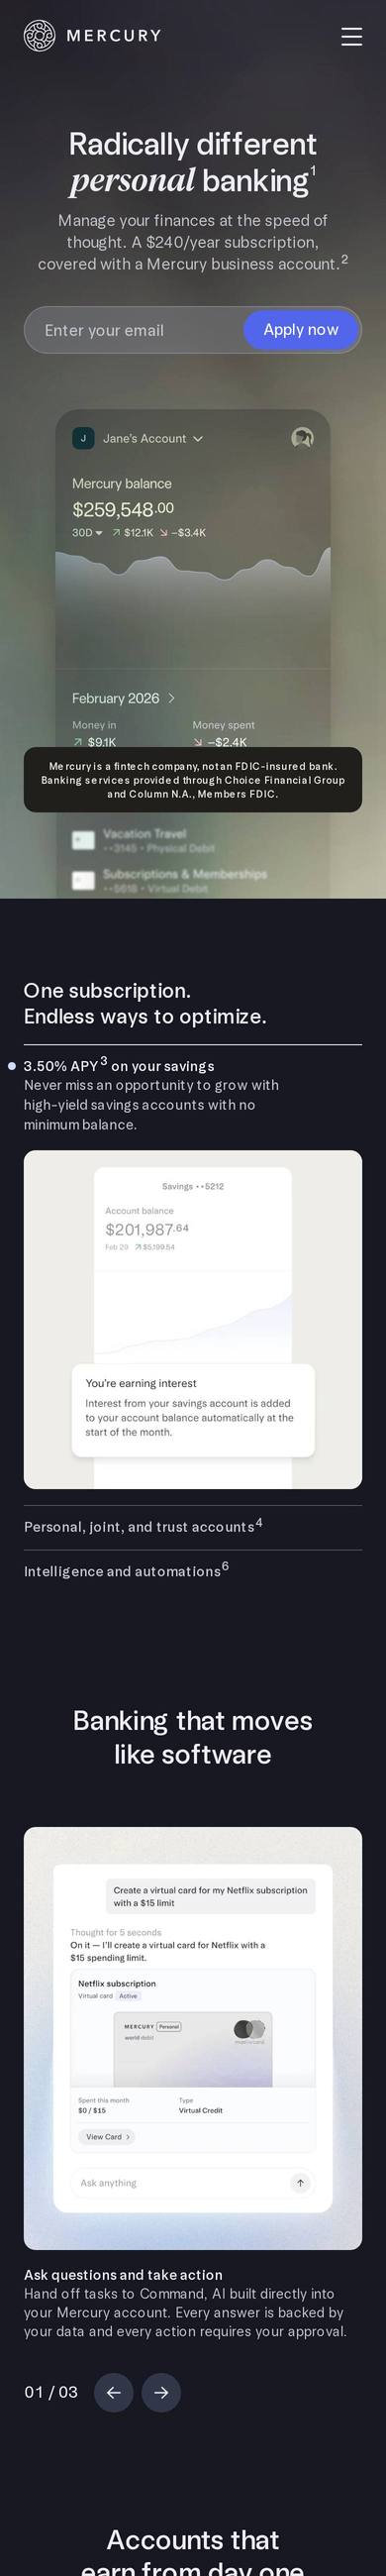 MERCURY
Radically different
personal banking¹
Manage your finances at the speed of
thought. A $240/year subscription,
covered with a Mercury business account.²
Enter your email
Apply now
J
Jane's Account
Mercury balance
$259,548.00
30D $12.1K –$3.4K
February 2026
Money in
Money spent
$9.1K
–$2.4K
Mercury is a fintech company, not an FDIC-insured bank.
Banking services provided through Choice Financial Group
and Column N.A., Members FDIC.
Vacation Travel
••3145 • Physical Debit
Subscriptions & Memberships
••5618 • Virtual Debit
One subscription.
Endless ways to optimize.
3.50% APY³ on your savings
Never miss an opportunity to grow with
high-yield savings accounts with no
minimum balance.
Savings ••5212
Account balance
$201,987.64
Feb 29 $5,199.54
You're earning interest
Interest from your savings account is added
to your account balance automatically at the
start of the month.
Personal, joint, and trust accounts⁴
Intelligence and automations⁶
Banking that moves
like software
Create a virtual card for my Netflix subscription
with a $15 limit
Thought for 5 seconds
On it — I'll create a virtual card for Netflix with a
$15 spending limit.
Netflix subscription
Virtual card Active
MERCURY Personal
world debit
mastercard
Spent this month
Type
$0 / $15
Virtual Credit
View Card
Ask anything
Ask questions and take action
Hand off tasks to Command, AI built directly into
your Mercury account. Every answer is backed by
your data and every action requires your approval.
01 / 03
Accounts that
earn from day one